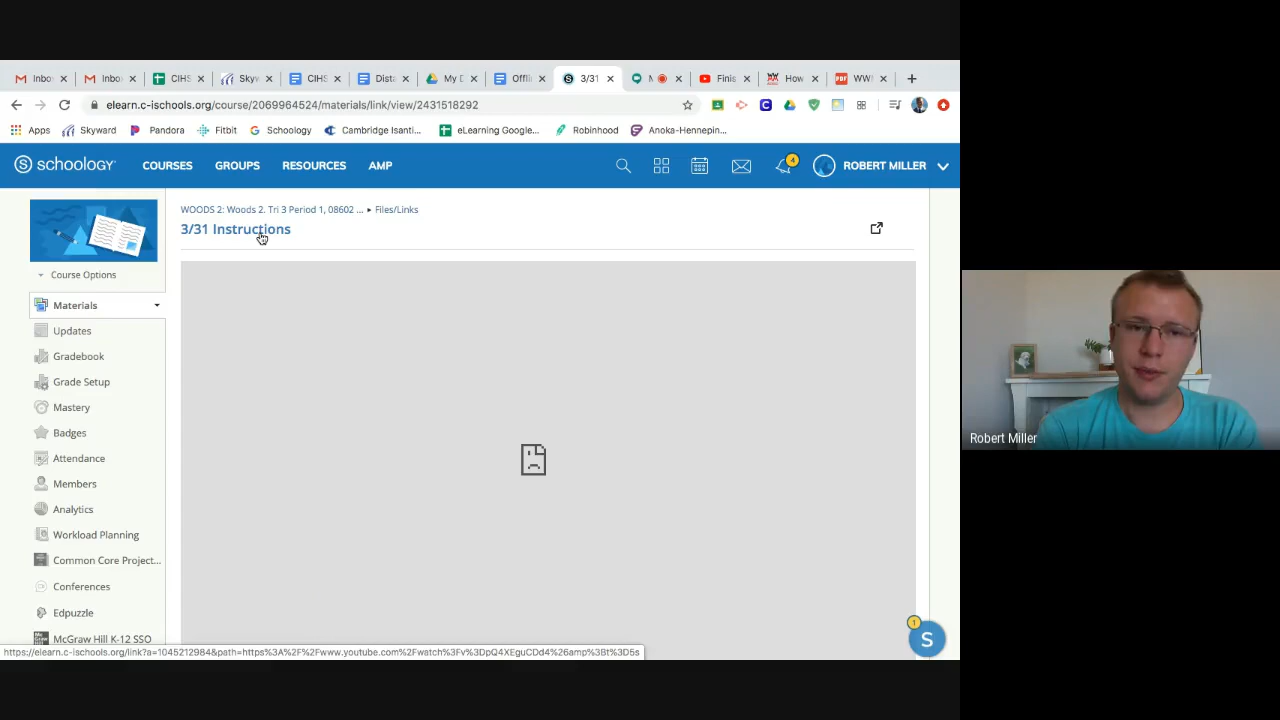 Inbo
Inbo
CIHS
Skyw
CIHS
Dista
My D
Offli
3/31
M
Finis
How
WWI
elearn.c-ischools.org/course/2069964524/materials/link/view/2431518292
Apps
Skyward
Pandora
Fitbit
Schoology
Cambridge Isanti...
eLearning Google...
Robinhood
Anoka-Hennepin...
S schoology
COURSES
GROUPS
RESOURCES
AMP
4
ROBERT MILLER
WOODS 2: Woods 2. Tri 3 Period 1, 08602 ... ▸ Files/Links
3/31 Instructions
Course Options
Materials
Updates
Gradebook
Grade Setup
Mastery
Badges
Attendance
Members
Analytics
Workload Planning
Common Core Project...
Conferences
Edpuzzle
McGraw Hill K-12 SSO
1
S
https://elearn.c-ischools.org/link?a=1045212984&path=https%3A%2F%2Fwww.youtube.com%2Fwatch%3Fv%3DpQ4XEguCDd4%26amp%3Bt%3D5s
Robert Miller